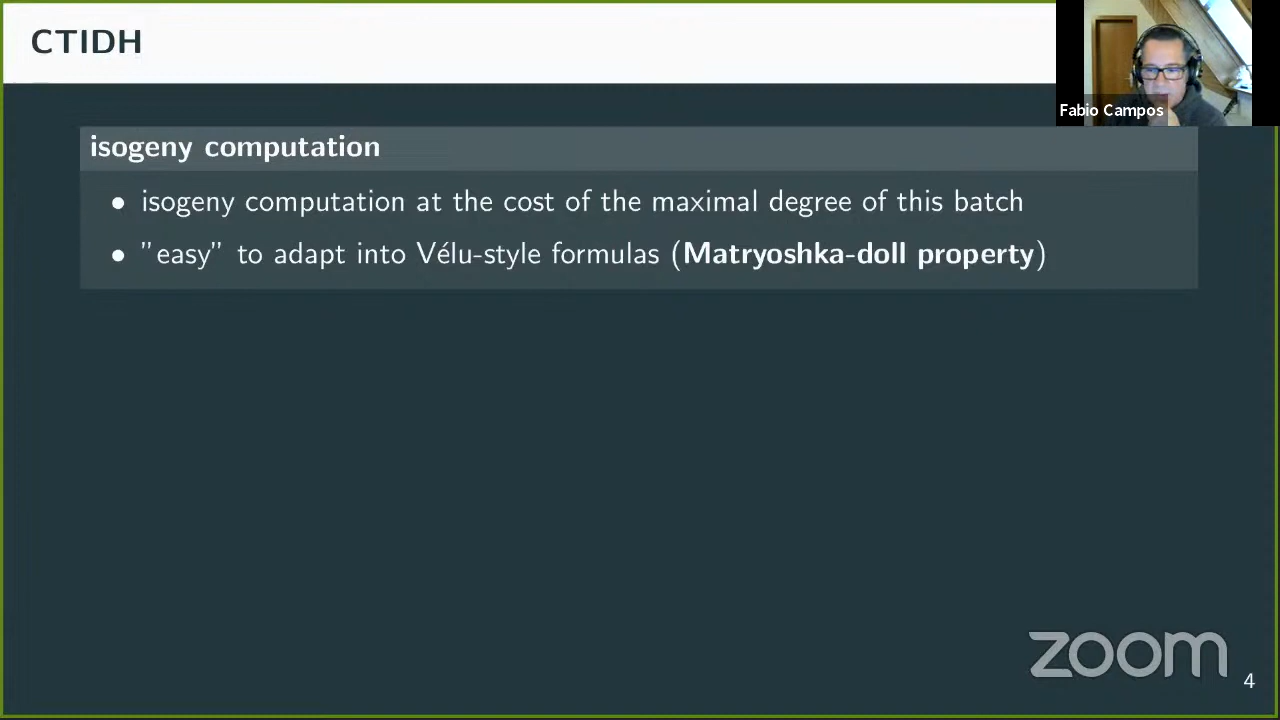 CTIDH
Fabio Campos
isogeny computation
• isogeny computation at the cost of the maximal degree of this batch
• ”easy” to adapt into Vélu-style formulas (Matryoshka-doll property)
zoom
4